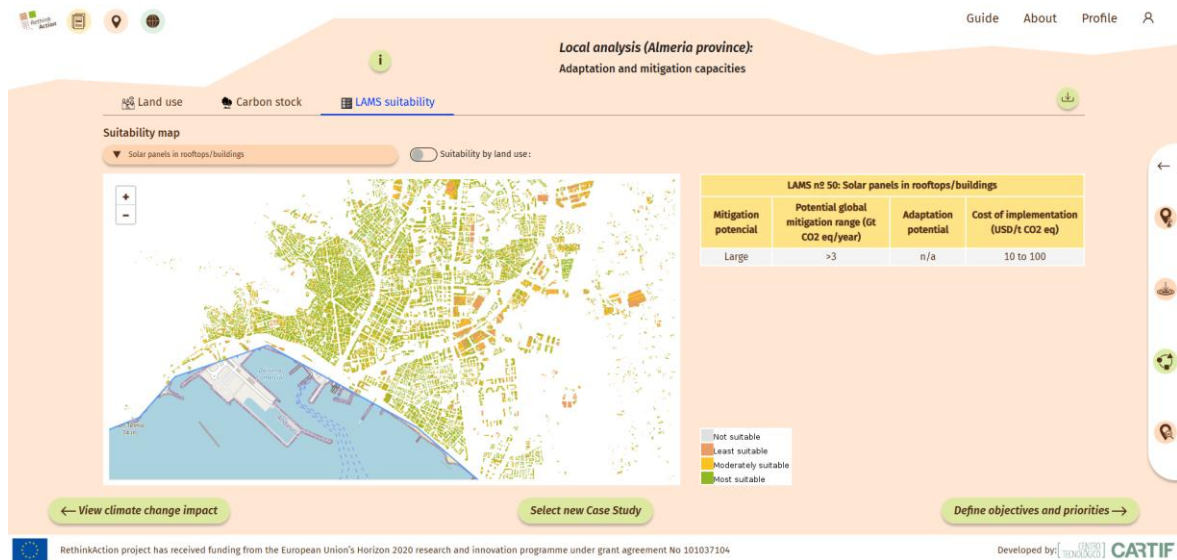 Rethink
Action
Guide About Profile
Local analysis (Almeria province):
i
Adaptation and mitigation capacities
Land use Carbon stock LAMS suitability
Suitability map
Solar panels in rooftops/buildings Suitability by land use:
+
−
LAMS nº 50: Solar panels in rooftops/buildings
Mitigation potencial
Potential global mitigation range (Gt CO2 eq/year)
Adaptation potential
Cost of implementation (USD/t CO2 eq)
Large >3 n/a 10 to 100
Not suitable
Least suitable
Moderately suitable
Most suitable
← View climate change impact Select new Case Study Define objectives and priorities →
RethinkAction project has received funding from the European Union's Horizon 2020 research and innovation programme under grant agreement No 101037104
Developed by: CENTRO TECNOLÓGICO CARTIF